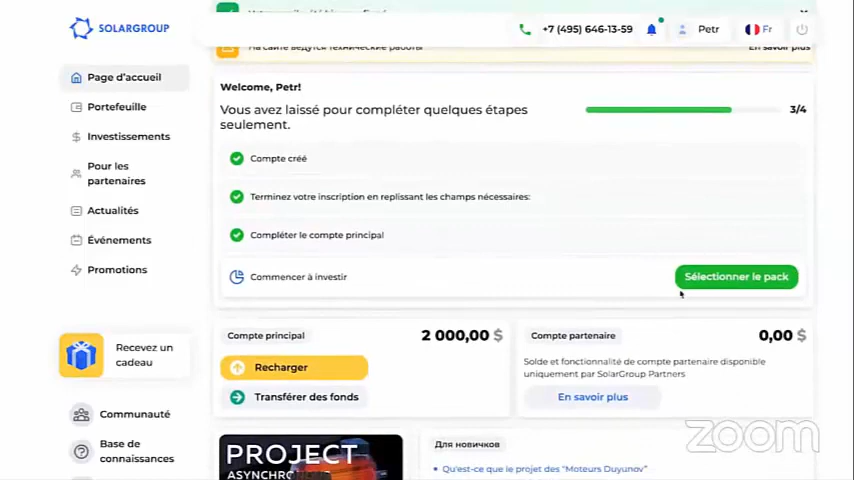 SOLARGROUP
+7 (495) 646-13-59
Petr
Fr
На сайте ведутся технические работы
En savoir plus
Page d'accueil
Portefeuille
Investissements
Pour les
partenaires
Actualités
Événements
Promotions
Recevez un
cadeau
Communauté
Base de
connaissances
Welcome, Petr!
Vous avez laissé pour compléter quelques étapes
seulement.
3/4
Compte créé
Terminez votre inscription en replissant les champs nécessaires:
Compléter le compte principal
Commencer à investir
Sélectionner le pack
Compte principal
2 000,00 $
Recharger
Transférer des fonds
Compte partenaire
0,00 $
Solde et fonctionnalité de compte partenaire disponible
uniquement par SolarGroup Partners
En savoir plus
PROJECT
Для новичков
• Qu'est-ce que le projet des "Moteurs Duyunov"
zoom